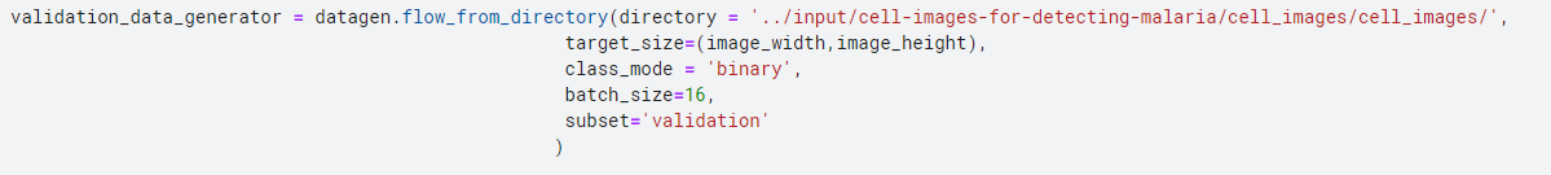 validation_data_generator = datagen.flow_from_directory(directory = '../input/cell-images-for-detecting-malaria/cell_images/cell_images/',
target_size=(image_width,image_height),
class_mode = 'binary',
batch_size=16,
subset='validation'
)